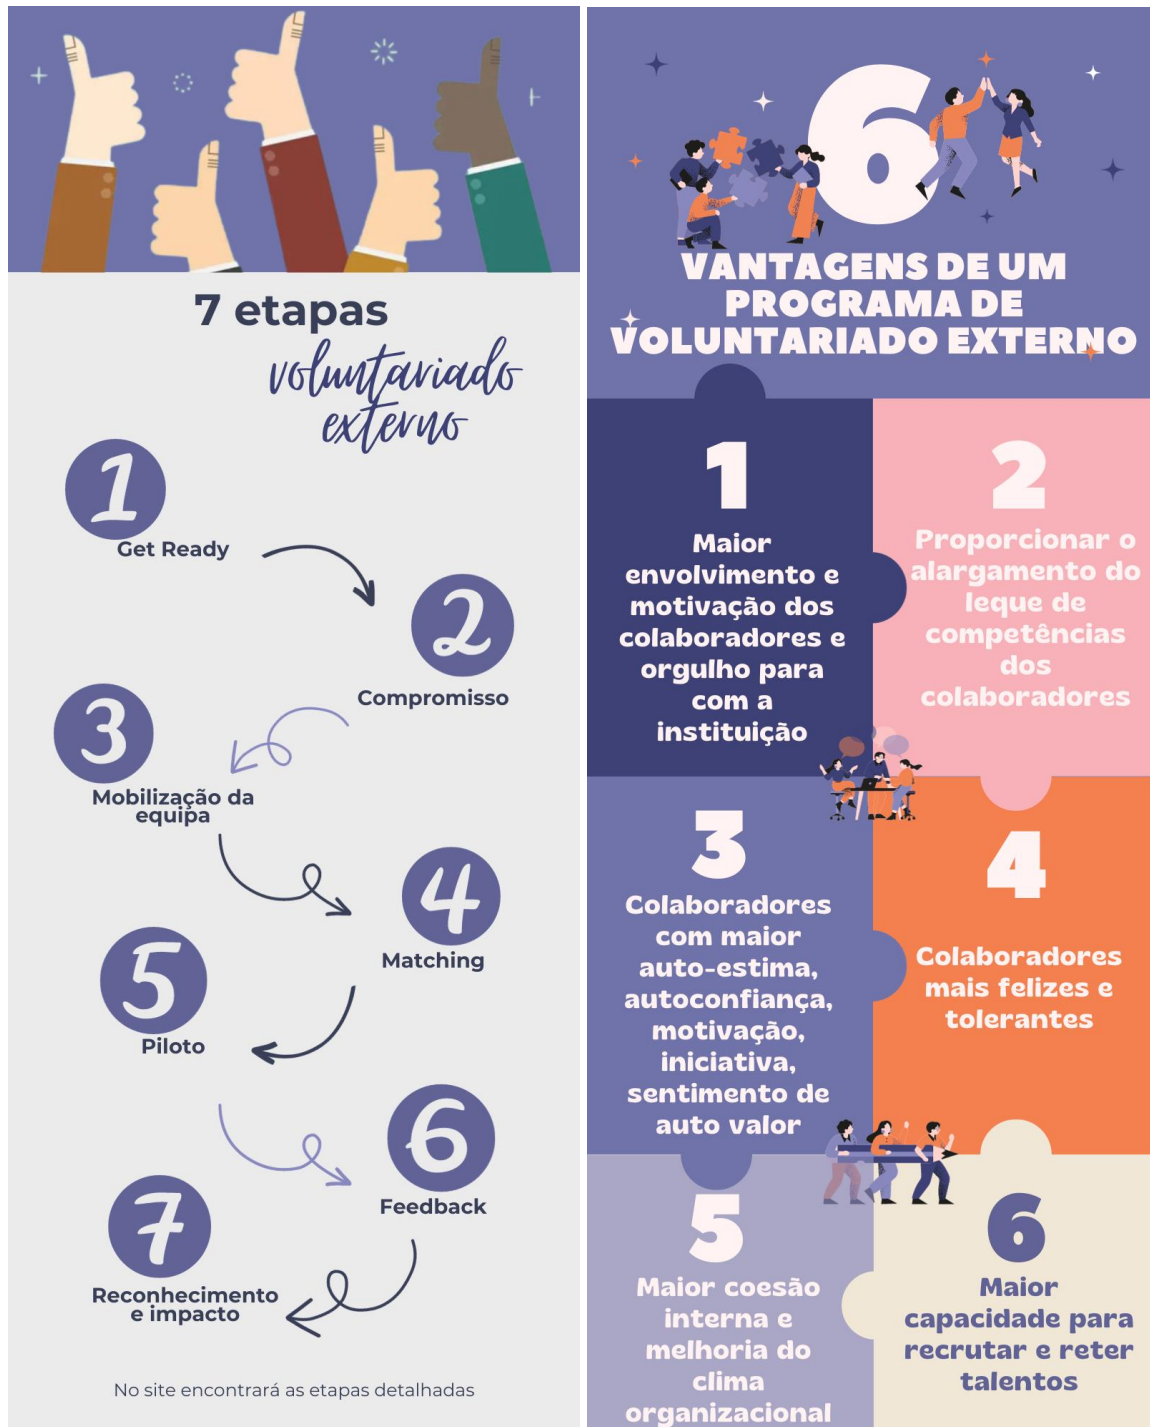 7 etapas
voluntariado
externo
1
Get Ready
2
Compromisso
3
Mobilização da
equipa
4
Matching
5
Piloto
6
Feedback
7
Reconhecimento
e impacto
No site encontrará as etapas detalhadas
6
VANTAGENS DE UM
PROGRAMA DE
VOLUNTARIADO EXTERNO
1
Maior
envolvimento e
motivação dos
colaboradores e
orgulho para
com a
instituição
2
Proporcionar o
alargamento do
leque de
competências
dos
colaboradores
3
Colaboradores
com maior
auto-estima,
autoconfiança,
motivação,
iniciativa,
sentimento de
auto valor
4
Colaboradores
mais felizes e
tolerantes
5
Maior coesão
interna e
melhoria do
clima
organizacional
6
Maior
capacidade para
recrutar e reter
talentos